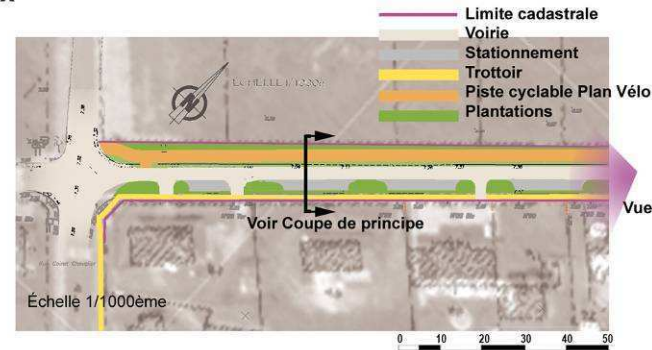 Limite cadastrale
Voirie
Stationnement
Trottoir
Piste cyclable Plan Vélo
Plantations
Voir Coupe de principe
Vue
Échelle 1/1000ème
0 10 20 30 40 50